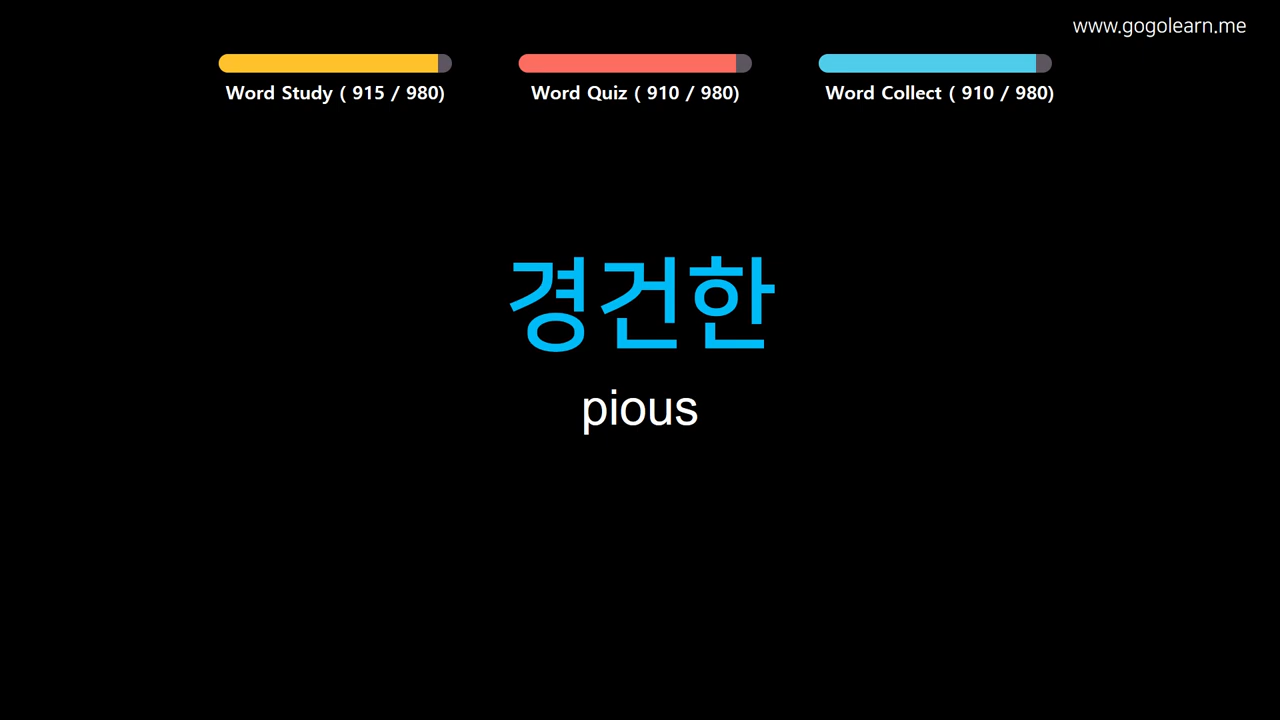 www.gogolearn.me
Word Study ( 915 / 980)
Word Quiz ( 910 / 980)
Word Collect ( 910 / 980)
경건한
pious